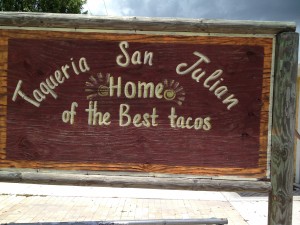 Taqueria San Julian
Home
of the Best tacos